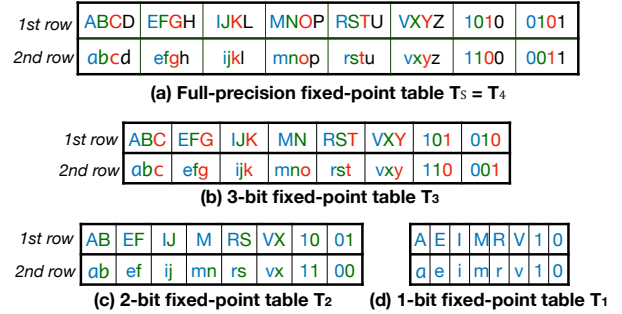 1st row ABCD EFGH IJKL MNOP RSTU VXYZ 1010 0101
2nd row abcd efgh ijkl mnop rstu vxyz 1100 0011
(a) Full-precision fixed-point table TS = T4
1st row ABC EFG IJK MN RST VXY 101 010
2nd row abc efg ijk mno rst vxy 110 001
(b) 3-bit fixed-point table T3
1st row AB EF IJ M RS VX 10 01
2nd row ab ef ij mn rs vx 11 00
(c) 2-bit fixed-point table T2
A E I M R V 1 0
a e i m r v 1 0
(d) 1-bit fixed-point table T1